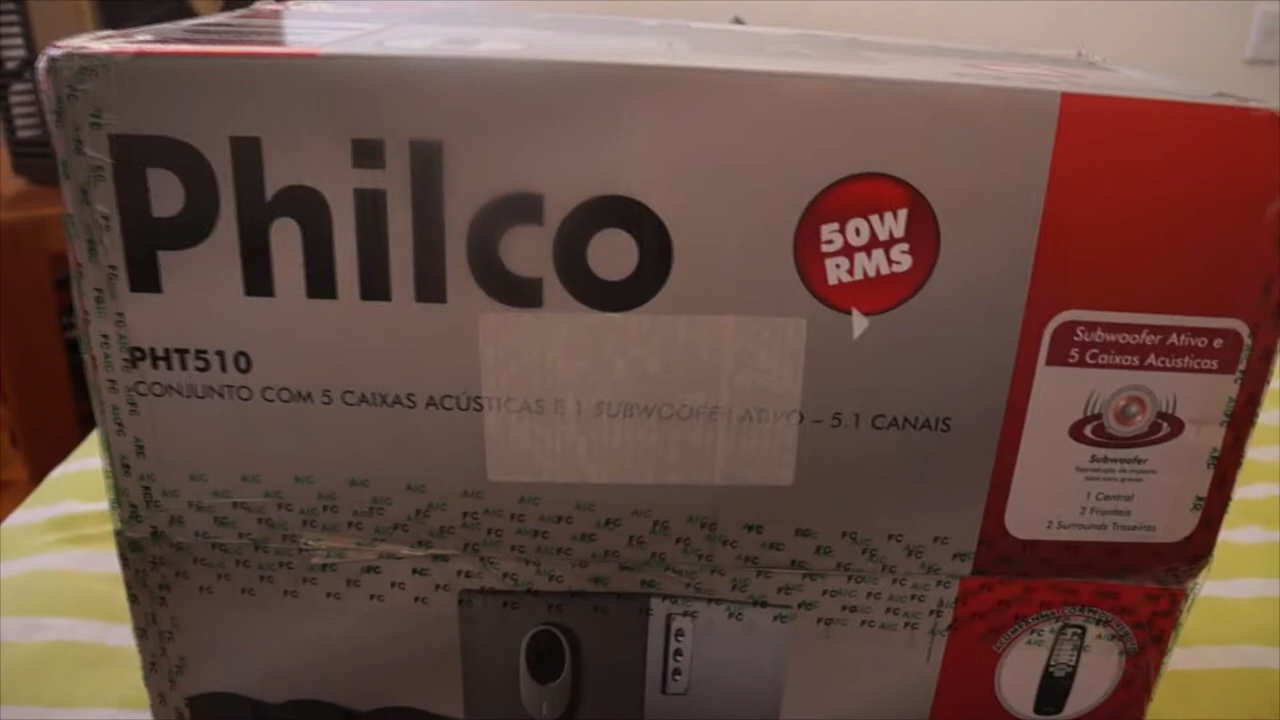 Philco
50W
RMS
PHT510
CONJUNTO COM 5 CAIXAS ACÚSTICAS E 1 SUBWOOFER ATIVO – 5.1 CANAIS
Subwoofer Ativo e
5 Caixas Acústicas
Subwoofer
1 Central
2 Frontais
2 Surrounds Traseiros